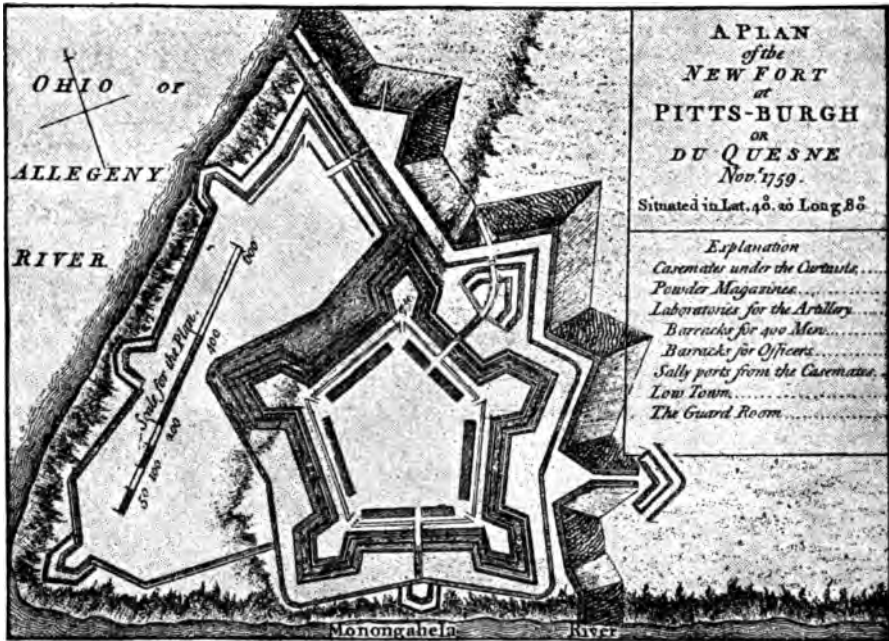 A PLAN
of the
NEW FORT
at
PITTS-BURGH
OR
DU QUESNE
Nov.r 1759.
Situated in Lat. 40. 20 Long. 80
Explanation
Casemates under the Curtains.....
Powder Magazines..........
Laboratories for the Artillery.....
Barracks for 400 Men.....
Barracks for Officers..........
Sally ports from the Casemates..
Low Town....................
The Guard Room............
OHIO or
ALLEGENY
RIVER
Scale for the Plan.
50 100 200 400 600
Monongahela River